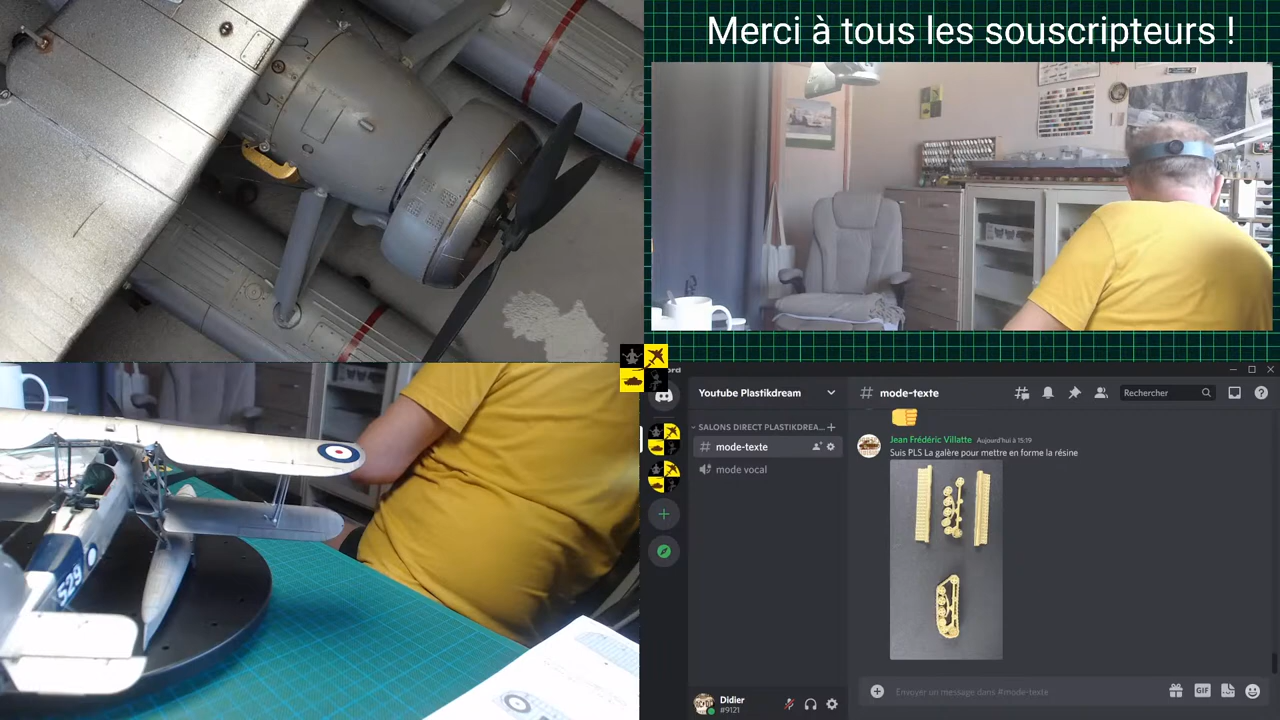 Merci à tous les souscripteurs !
529
Youtube Plastikdream
mode-texte
Rechercher
SALONS DIRECT PLASTIKDREA...
mode-texte
mode vocal
Jean Frédéric Villatte Aujourd'hui à 15:19
Suis PLS La galère pour mettre en forme la résine
Didier
#9121
Envoyer un message dans #mode-texte
GIF